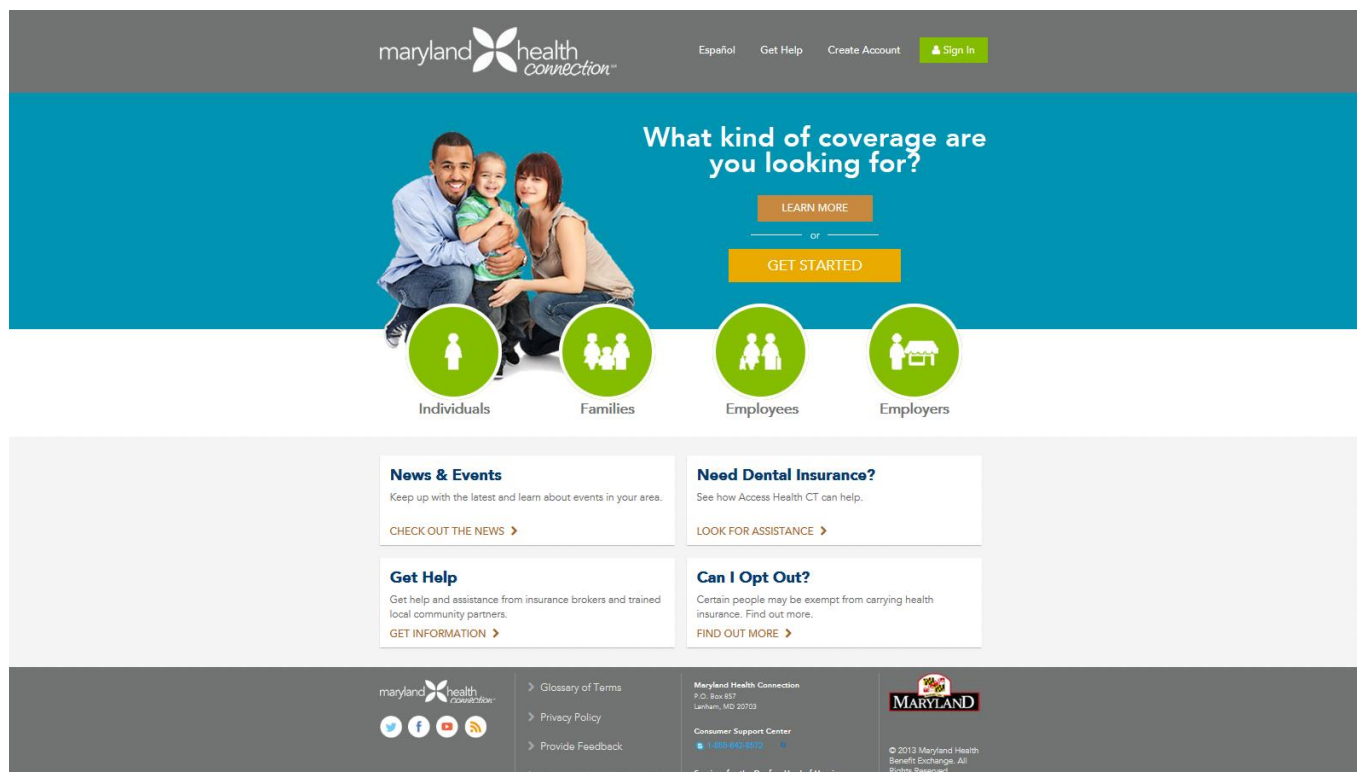 maryland health connection
Español
Get Help
Create Account
Sign In
What kind of coverage are
you looking for?
LEARN MORE
or
GET STARTED
Individuals
Families
Employees
Employers
News & Events
Keep up with the latest and learn about events in your area.
CHECK OUT THE NEWS
Need Dental Insurance?
See how Access Health CT can help.
LOOK FOR ASSISTANCE
Get Help
Get help and assistance from insurance brokers and trained
local community partners.
GET INFORMATION
Can I Opt Out?
Certain people may be exempt from carrying health
insurance. Find out more.
FIND OUT MORE
maryland health connection
Glossary of Terms
Privacy Policy
Provide Feedback
Maryland Health Connection
P.O. Box 857
Lanham, MD 20703
Consumer Support Center
1-855-642-8572
MARYLAND
© 2013 Maryland Health
Benefit Exchange. All
Rights Reserved